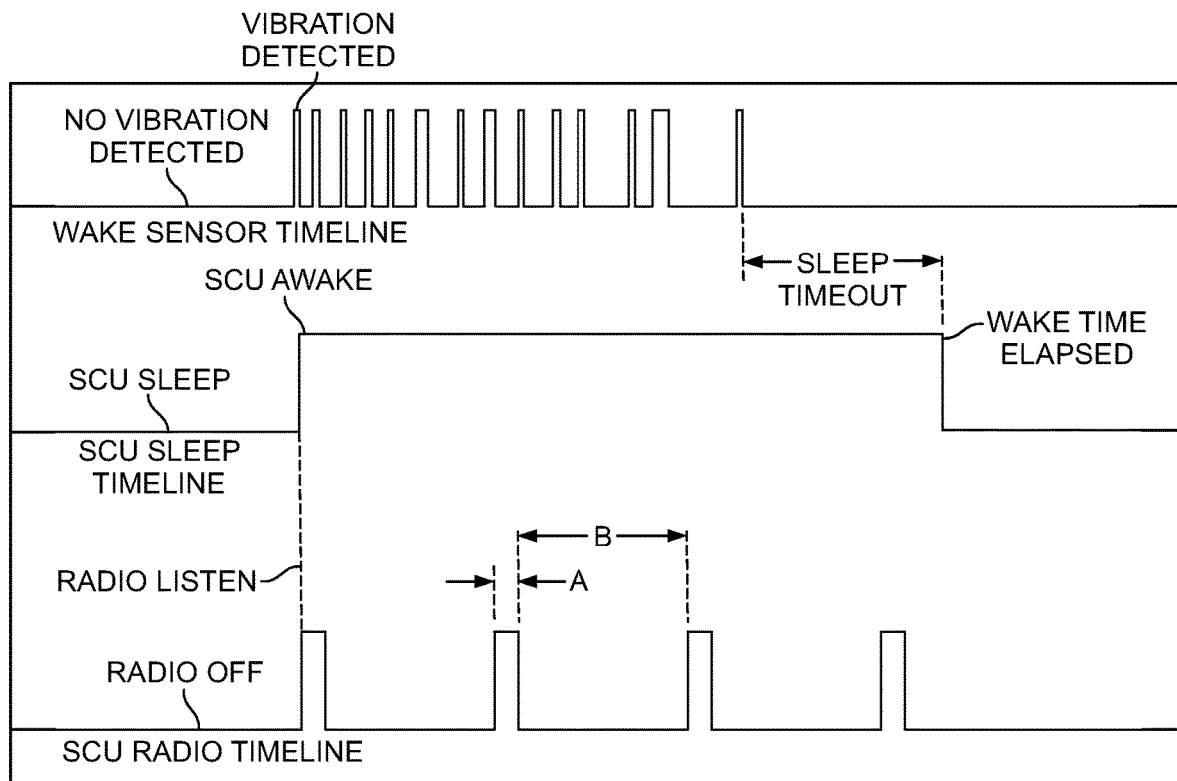 VIBRATION
DETECTED
NO VIBRATION
DETECTED
WAKE SENSOR TIMELINE
SLEEP
TIMEOUT
SCU AWAKE
WAKE TIME
ELAPSED
SCU SLEEP
SCU SLEEP
TIMELINE
B
RADIO LISTEN
A
RADIO OFF
SCU RADIO TIMELINE